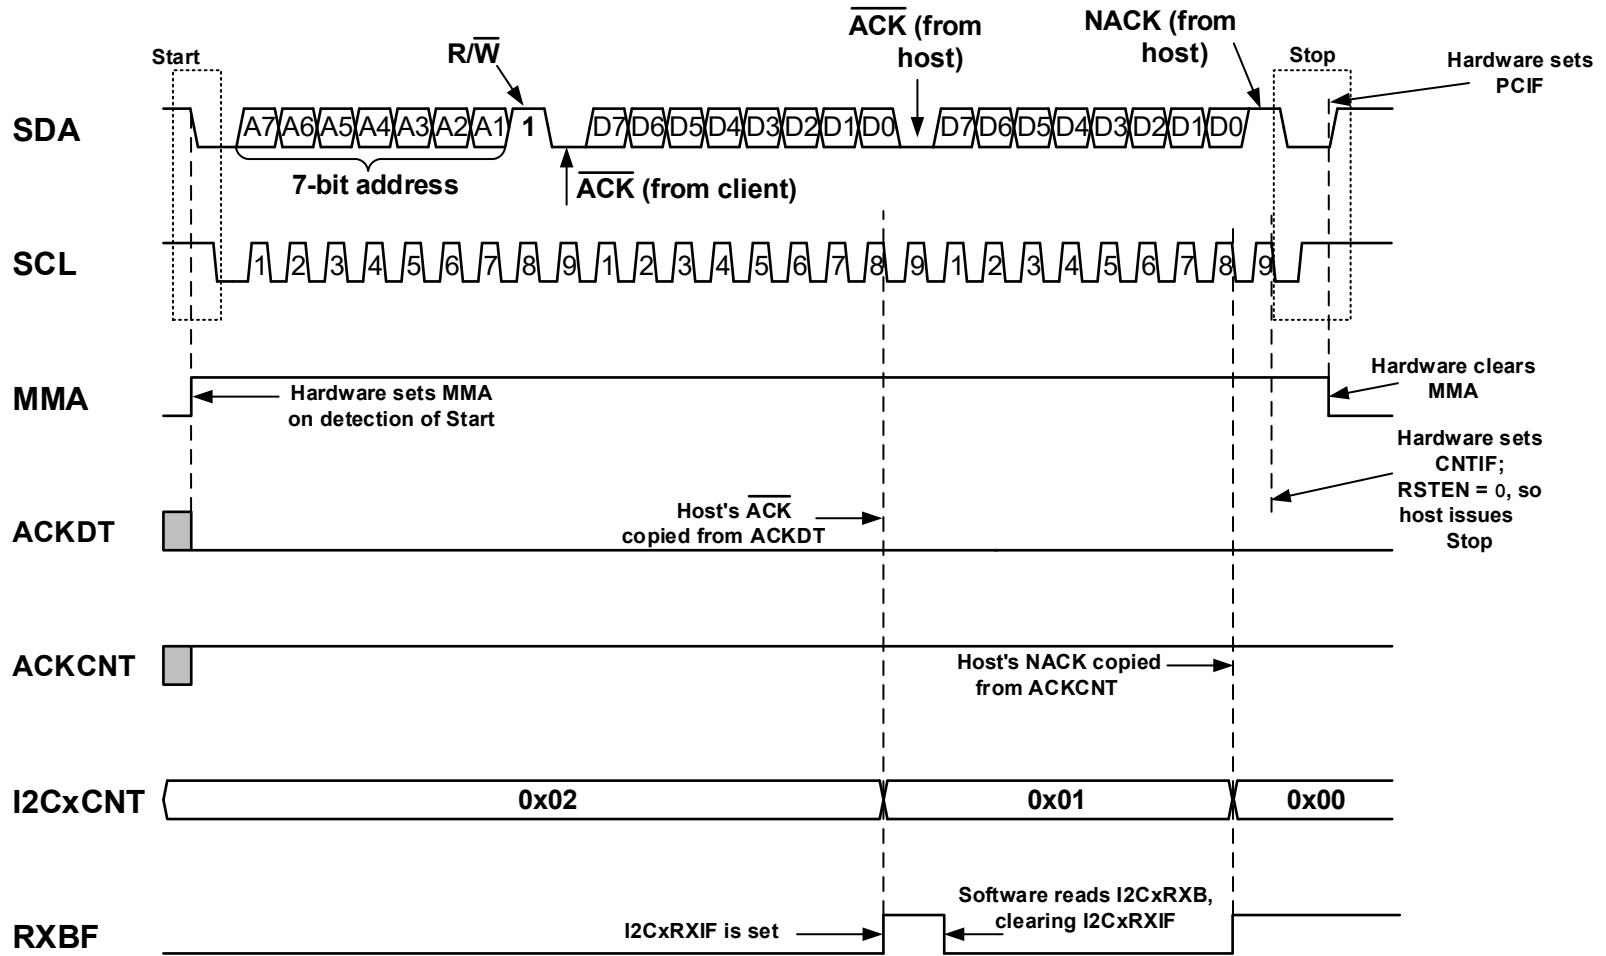 Start
R/W̅
A̅C̅K̅ (from
host)
NACK (from
host)
Stop
Hardware sets
PCIF
SDA
A7 A6 A5 A4 A3 A2 A1 1 D7 D6 D5 D4 D3 D2 D1 D0 D7 D6 D5 D4 D3 D2 D1 D0
7-bit address
A̅C̅K̅ (from client)
SCL
1 2 3 4 5 6 7 8 9 1 2 3 4 5 6 7 8 9 1 2 3 4 5 6 7 8 9
MMA
Hardware sets MMA
on detection of Start
Hardware clears
MMA
Hardware sets
CNTIF;
RSTEN = 0, so
host issues
Stop
ACKDT
Host's A̅C̅K̅
copied from ACKDT
ACKCNT
Host's NACK copied
from ACKCNT
I2CxCNT
0x02 0x01 0x00
RXBF
I2CxRXIF is set
Software reads I2CxRXB,
clearing I2CxRXIF